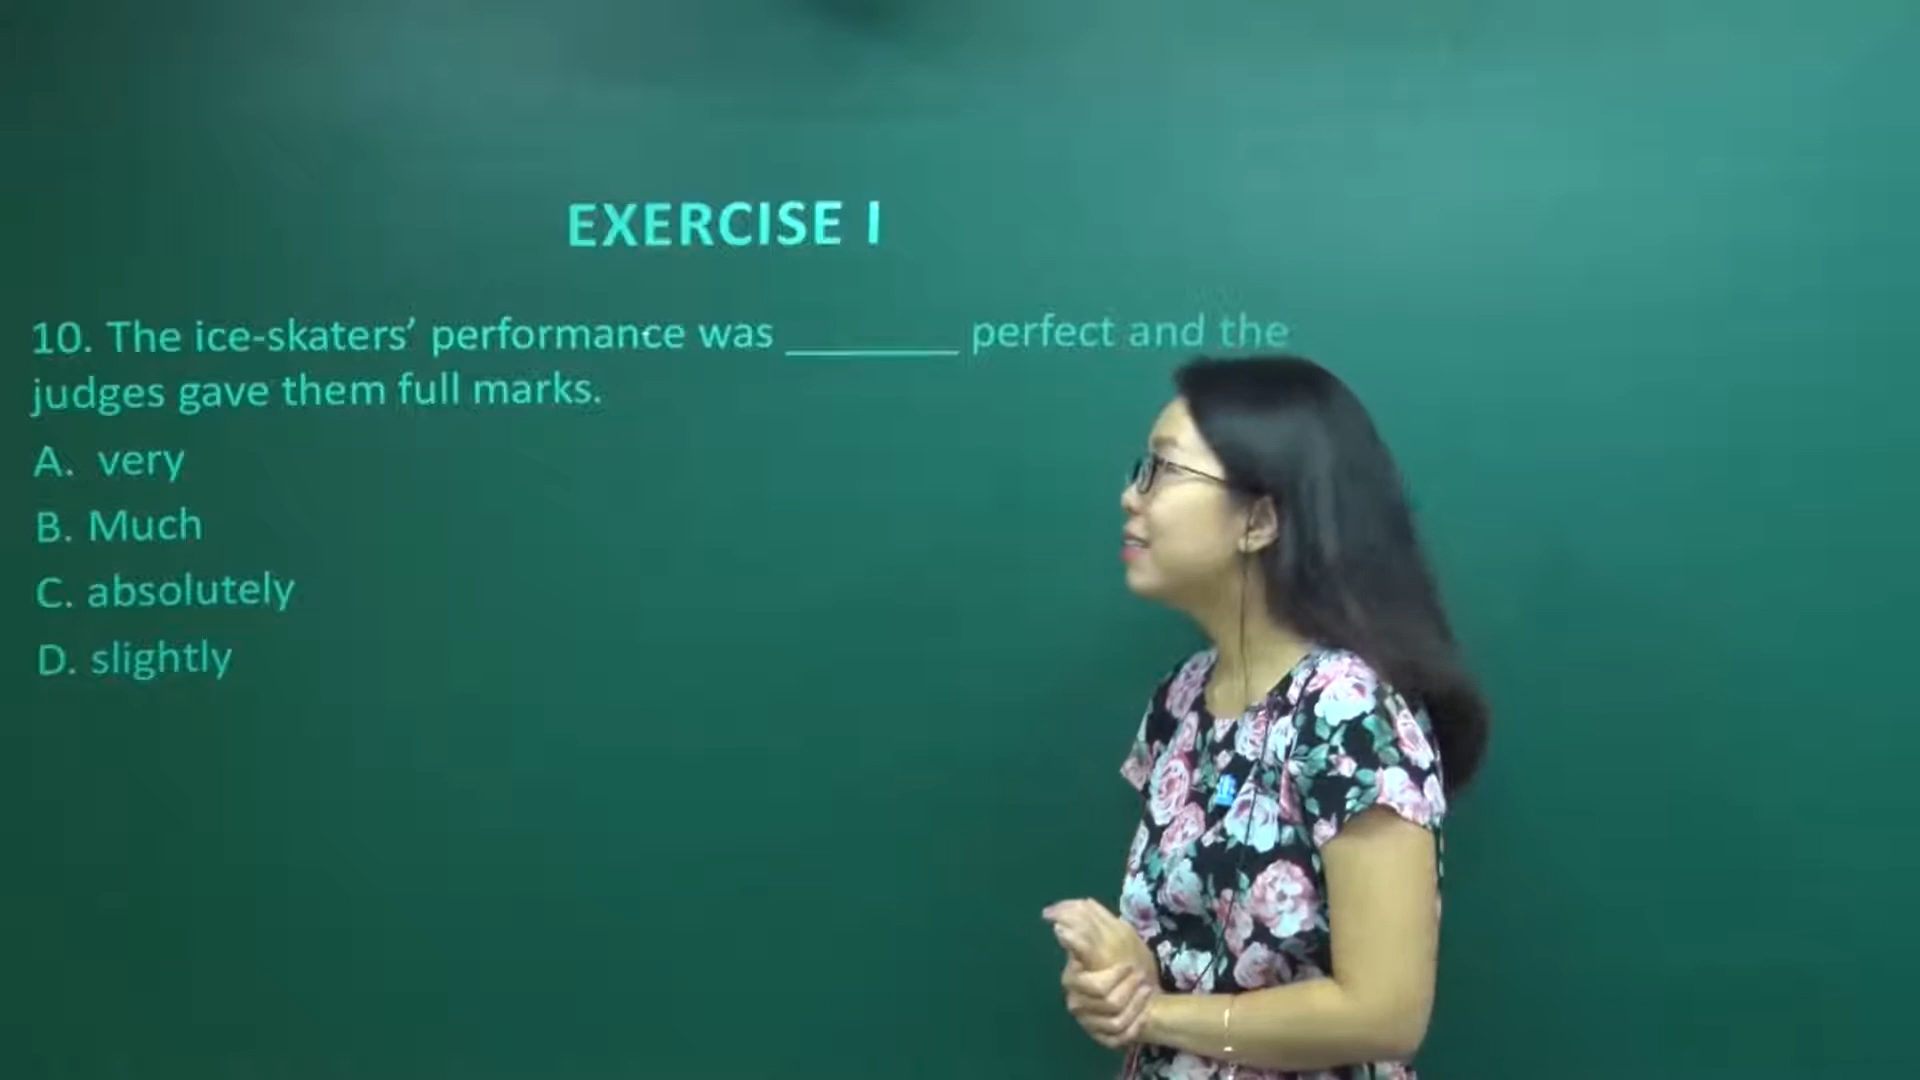 EXERCISE I
10. The ice-skaters’ performance was ________ perfect and the
judges gave them full marks.
A. very
B. Much
C. absolutely
D. slightly